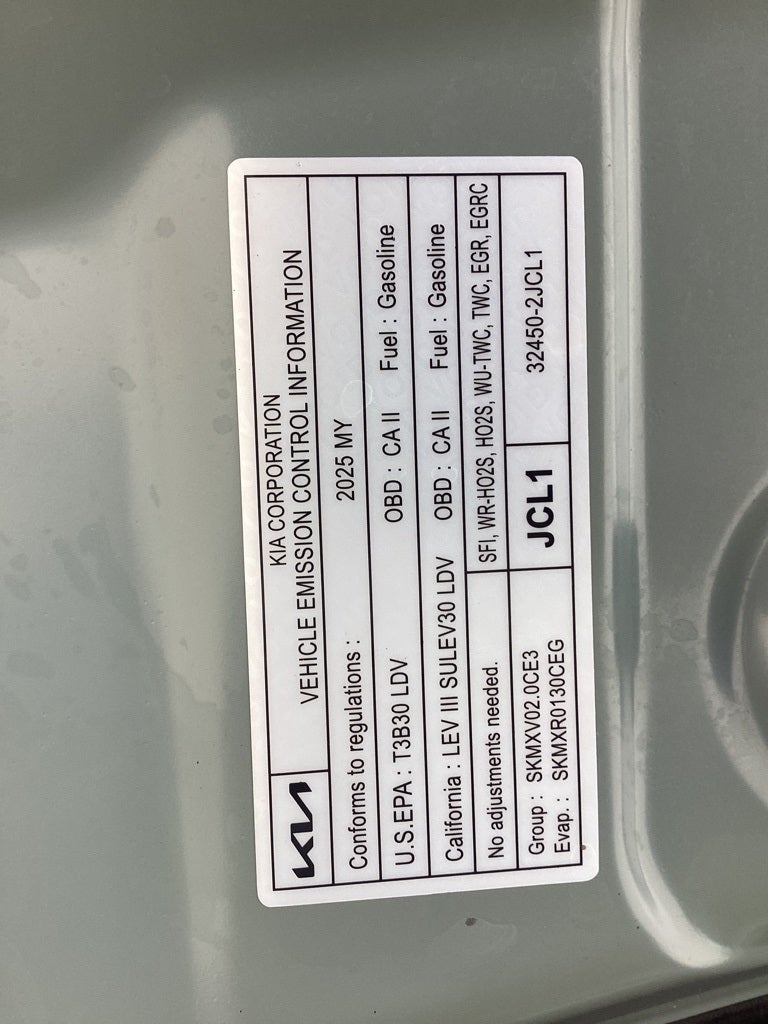 KIA
KIA CORPORATION
VEHICLE EMISSION CONTROL INFORMATION
Conforms to regulations : 2025 MY
U.S.EPA : T3B30 LDV OBD : CA II Fuel : Gasoline
California : LEV III SULEV30 LDV OBD : CA II Fuel : Gasoline
No adjustments needed. SFI, WR-HO2S, HO2S, WU-TWC, TWC, EGR, EGRC
Group : SKMXV02.0CE3 JCL1 32450-2JCL1
Evap. : SKMXR0130CEG